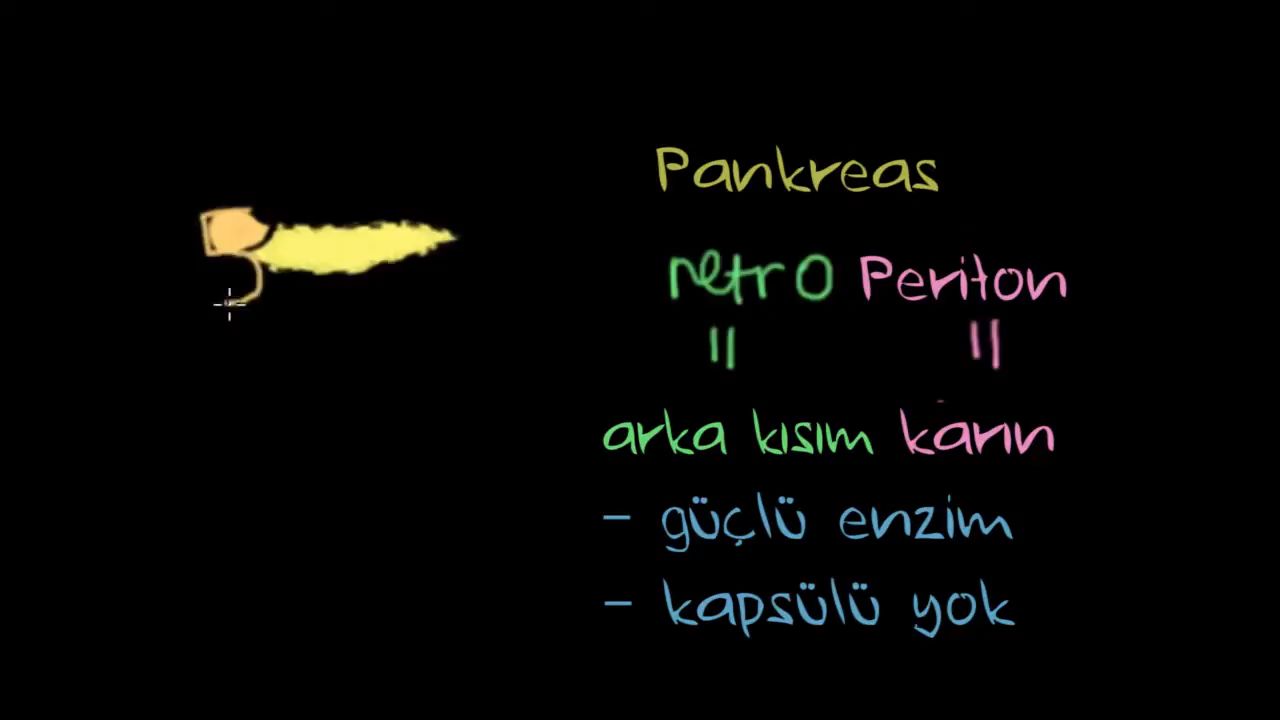 Pankreas
retro Periton
=
=
arka kısım karın
- güçlü enzim
- kapsülü yok